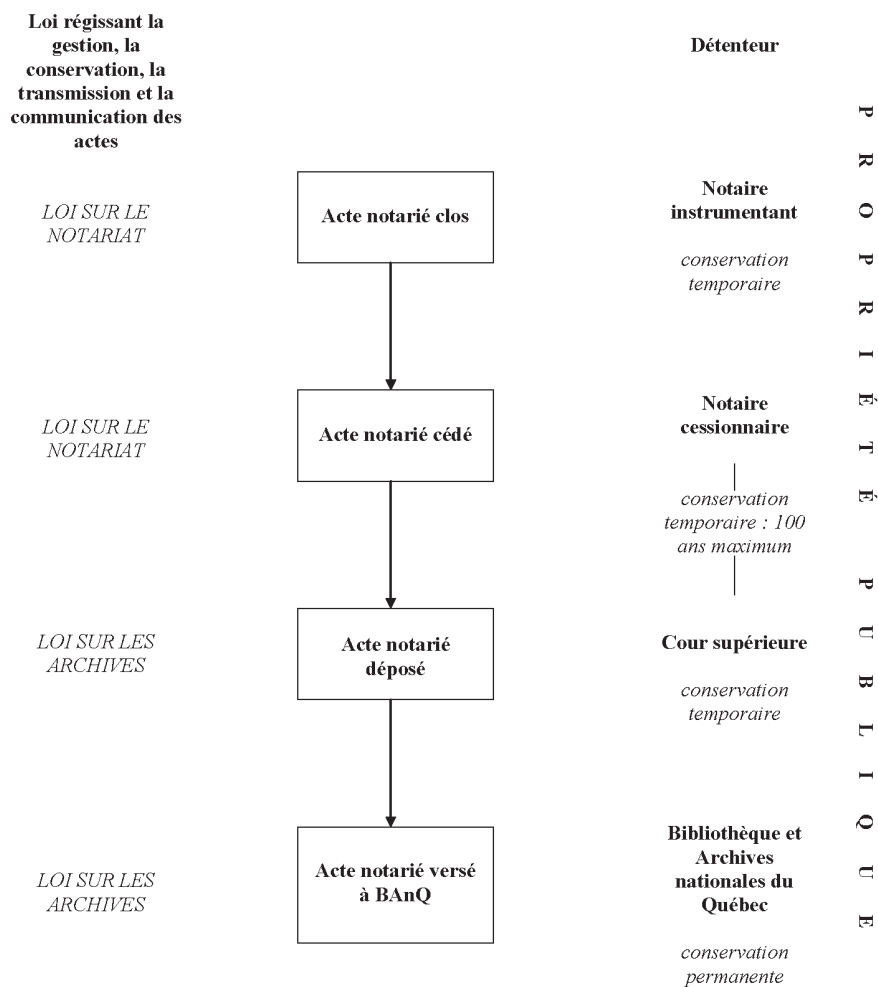 Loi régissant la
gestion, la
conservation, la
transmission et la
communication des
actes
Détenteur
LOI SUR LE
NOTARIAT
Acte notarié clos
Notaire
instrumentant
conservation
temporaire
LOI SUR LE
NOTARIAT
Acte notarié cédé
Notaire
cessionnaire
conservation
temporaire : 100
ans maximum
LOI SUR LES
ARCHIVES
Acte notarié
déposé
Cour supérieure
conservation
temporaire
LOI SUR LES
ARCHIVES
Acte notarié versé
à BAnQ
Bibliothèque et
Archives
nationales du
Québec
conservation
permanente
PROPRIÉTÉ PUBLIQUE